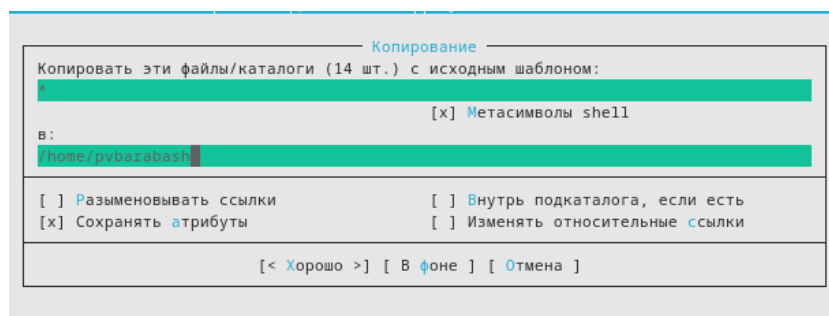 Копирование
Копировать эти файлы/каталоги (14 шт.) с исходным шаблоном:
*
[x] Метасимволы shell
в:
/home/pvbarabash
[ ] Разыменовывать ссылки [ ] Внутрь подкаталога, если есть
[x] Сохранять атрибуты [ ] Изменять относительные ссылки
[< Хорошо >] [ В фоне ] [ Отмена ]